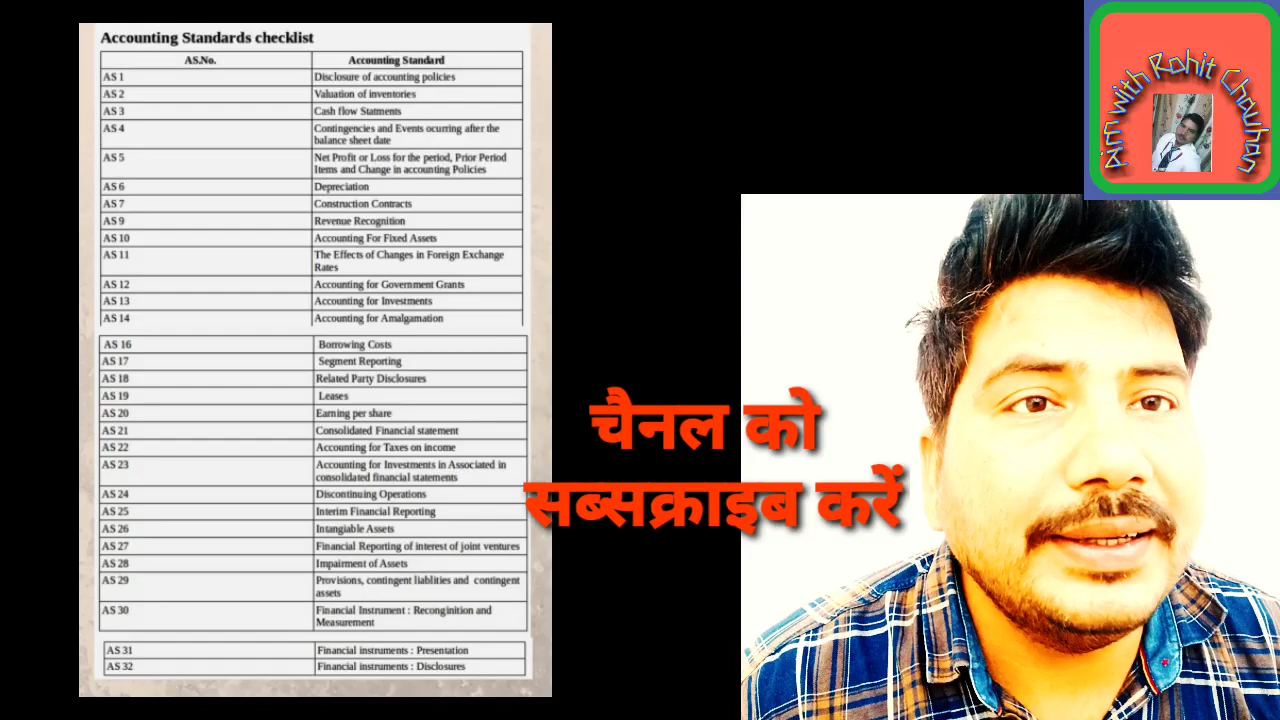 Accounting Standards checklist
AS.No. Accounting Standard
AS 1 Disclosure of accounting policies
AS 2 Valuation of inventories
AS 3 Cash flow Statments
AS 4 Contingencies and Events ocurring after the
balance sheet date
AS 5 Net Profit or Loss for the period, Prior Period
Items and Change in accounting Policies
AS 6 Depreciation
AS 7 Construction Contracts
AS 9 Revenue Recognition
AS 10 Accounting For Fixed Assets
AS 11 The Effects of Changes in Foreign Exchange
Rates
AS 12 Accounting for Government Grants
AS 13 Accounting for Investments
AS 14 Accounting for Amalgamation
AS 16 Borrowing Costs
AS 17 Segment Reporting
AS 18 Related Party Disclosures
AS 19 Leases
AS 20 Earning per share
AS 21 Consolidated Financial statement
AS 22 Accounting for Taxes on income
AS 23 Accounting for Investments in Associated in
consolidated financial statements
AS 24 Discontinuing Operations
AS 25 Interim Financial Reporting
AS 26 Intangiable Assets
AS 27 Financial Reporting of interest of joint ventures
AS 28 Impairment of Assets
AS 29 Provisions, contingent liablities and contingent
assets
AS 30 Financial Instrument : Reconginition and
Measurement
AS 31 Financial instruments : Presentation
AS 32 Financial instruments : Disclosures
with Rohit Chauhan
चैनल को
सब्सक्राइब करें